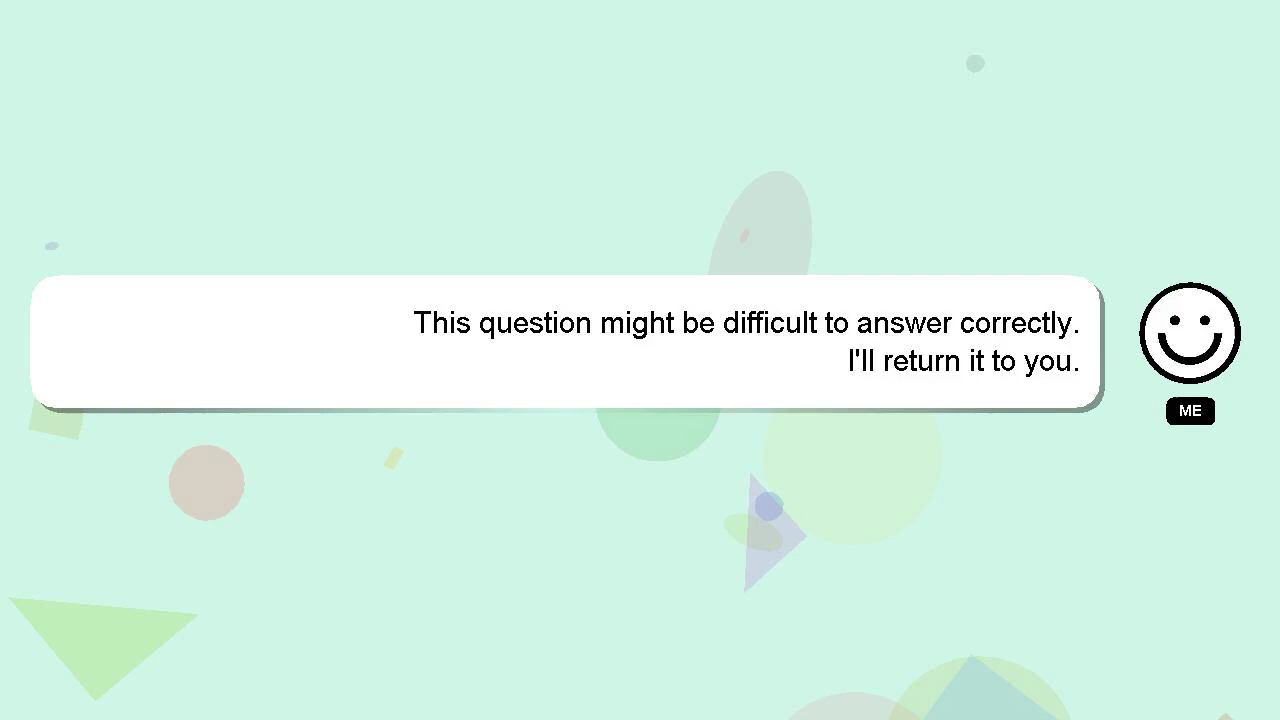 This question might be difficult to answer correctly.
I'll return it to you.
ME